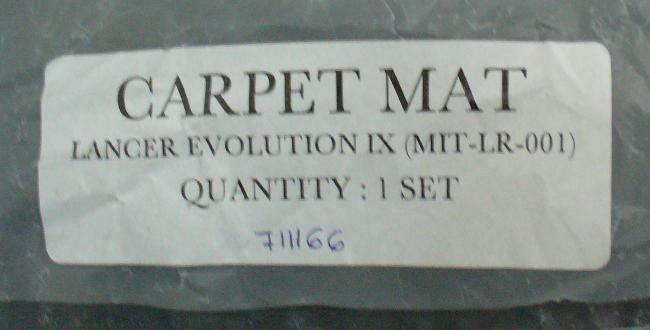 CARPET MAT
LANCER EVOLUTION IX (MIT-LR-001)
QUANTITY : 1 SET
711166